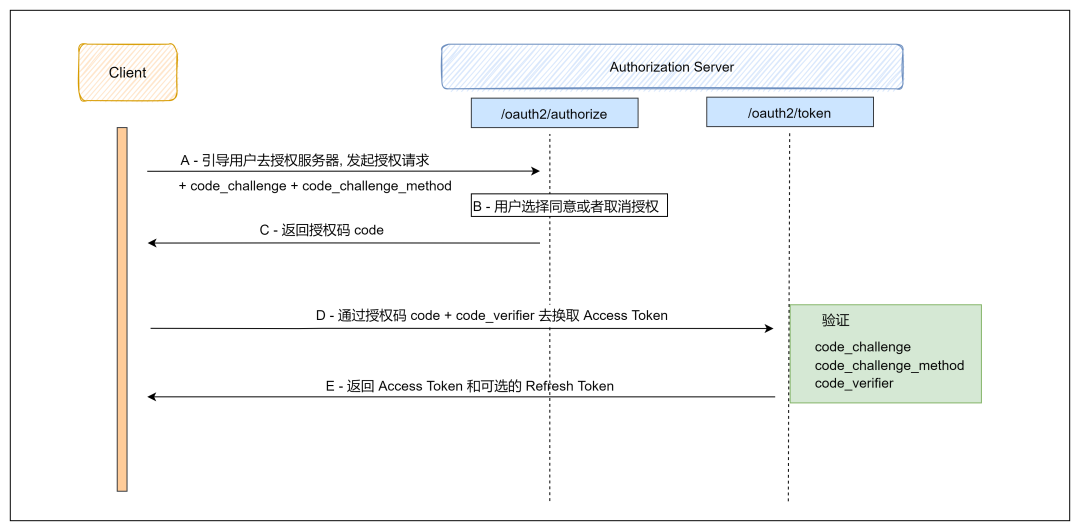 Client
Authorization Server
/oauth2/authorize
/oauth2/token
A - 引导用户去授权服务器, 发起授权请求
+ code_challenge + code_challenge_method
B - 用户选择同意或者取消授权
C - 返回授权码 code
D - 通过授权码 code + code_verifier 去换取 Access Token
验证
code_challenge
code_challenge_method
code_verifier
E - 返回 Access Token 和可选的 Refresh Token